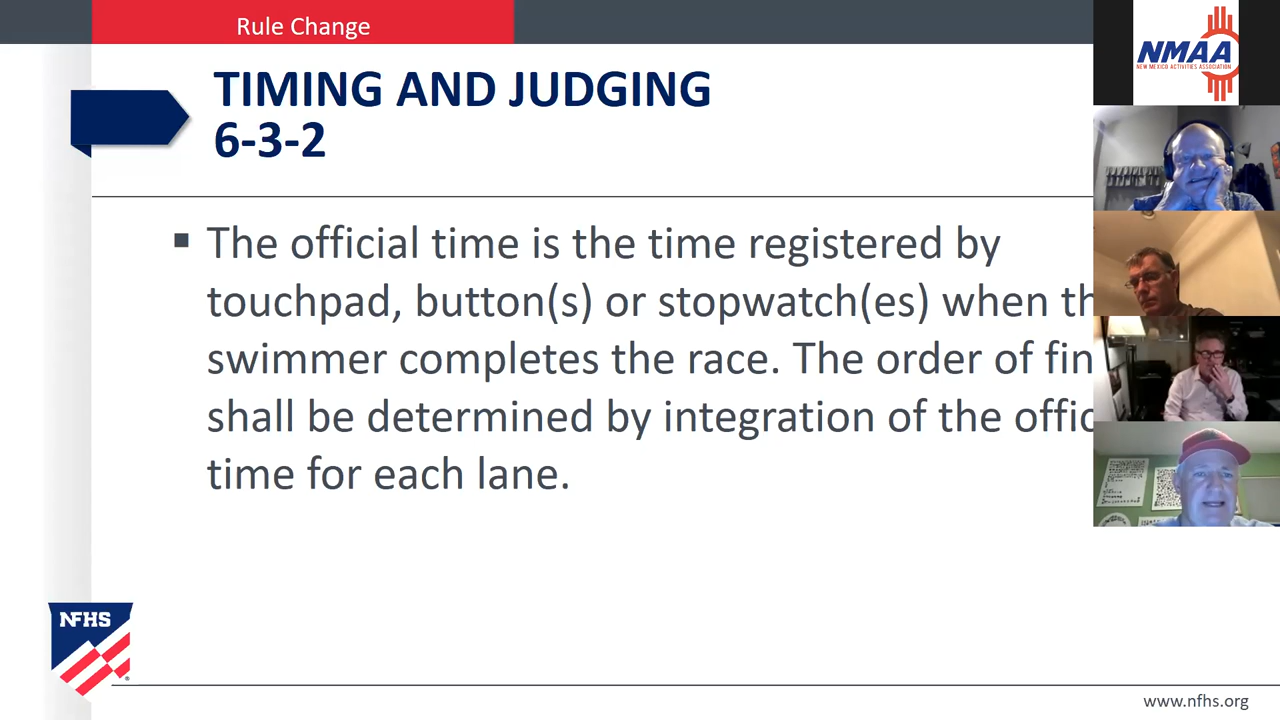 Rule Change
TIMING AND JUDGING
6-3-2
The official time is the time registered by
touchpad, button(s) or stopwatch(es) when th
swimmer completes the race. The order of fin
shall be determined by integration of the offic
time for each lane.
NMAA
NEW MEXICO ACTIVITIES ASSOCIATION
NFHS
www.nfhs.org